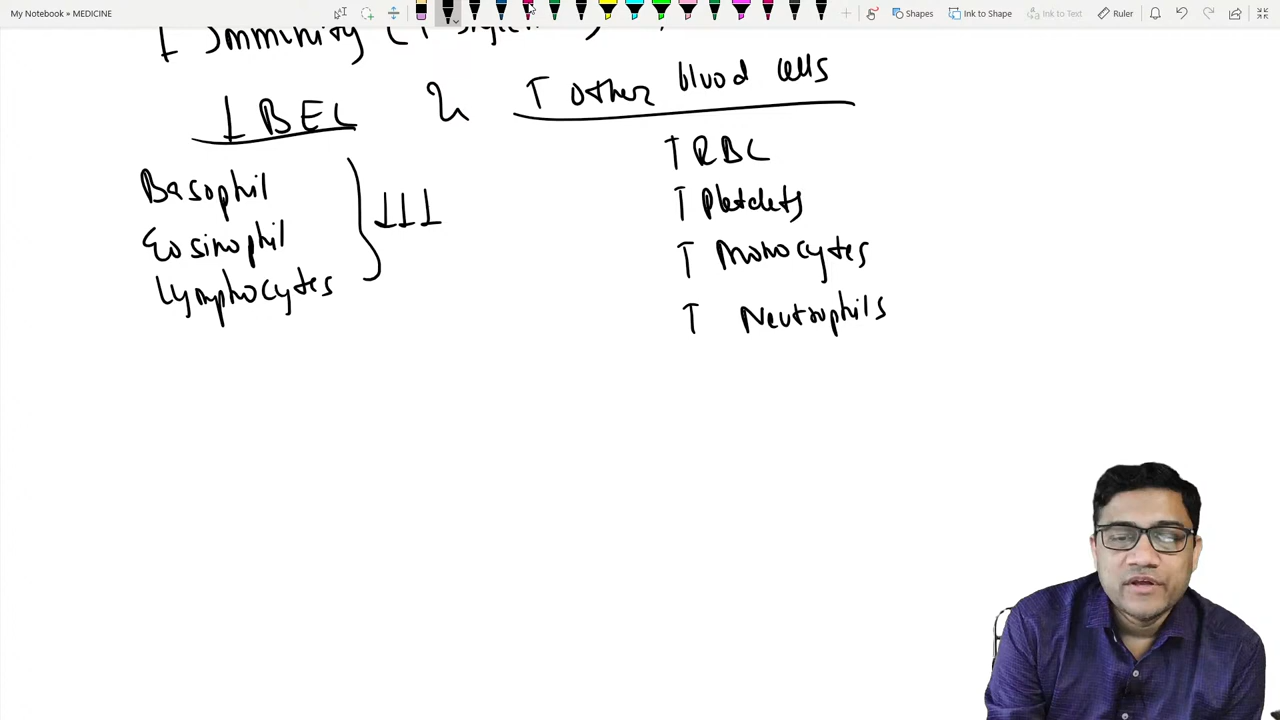 My Notebook » MEDICINE
Shapes
Ink to Shape
Ink to Text
Ruler
↓ Immunity (
↓ BEL & ↑ Other blood cells
Basophil
Eosinophil
Lymphocytes
↓↓↓
↑ RBC
↑ Platelets
↑ Monocytes
↑ Neutrophils